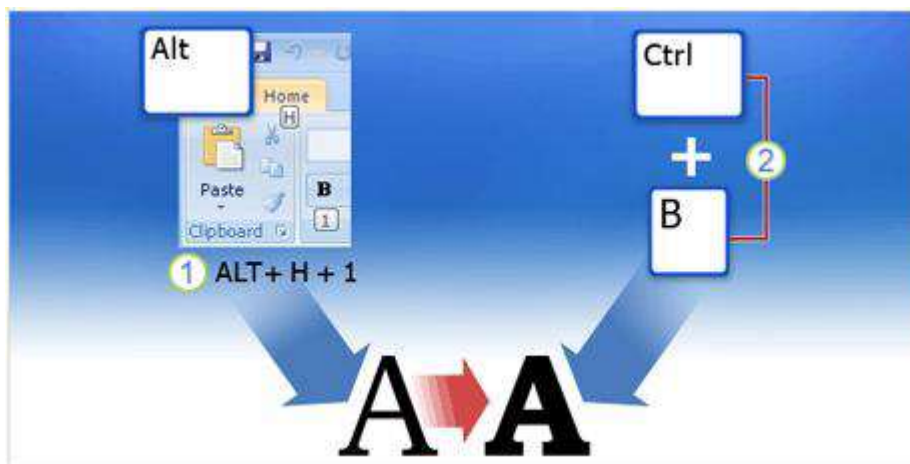 Alt
Home
H
Paste
B
1
Clipboard
1 ALT+ H + 1
Ctrl
+
2
B
A A